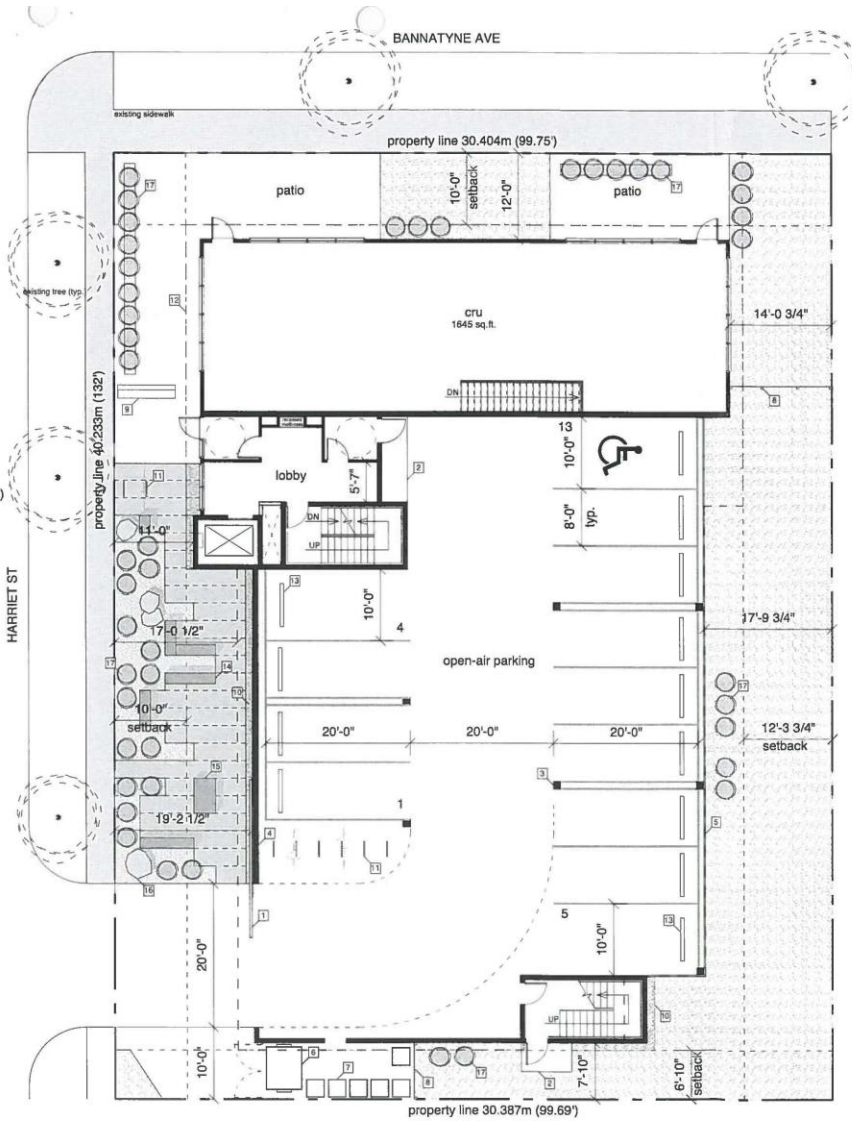 BANNATYNE AVE
existing sidewalk
property line 30.404m (99.75')
17
patio
10'-0"
setback
12'-0"
17
patio
existing tree (typ.
12
cru
1645 sq.ft.
14'-0 3/4"
property line 40.233m (132')
9
DN
8
13
10'-0"
2
lobby
5'-7"
11
8'-0"
typ.
11'-0"
DN
UP
HARRIET ST
13
10'-0"
4
17'-0 1/2"
17'-9 3/4"
open-air parking
17
14
10
17
10'-0"
setback
20'-0"
20'-0"
20'-0"
12'-3 3/4"
setback
15
3
1
19'-2 1/2"
4
5
11
16
1
5
10'-0"
13
20'-0"
UP
10
10'-0"
6
7
8
17
2
7'-10"
6'-10"
setback
property line 30.387m (99.69')